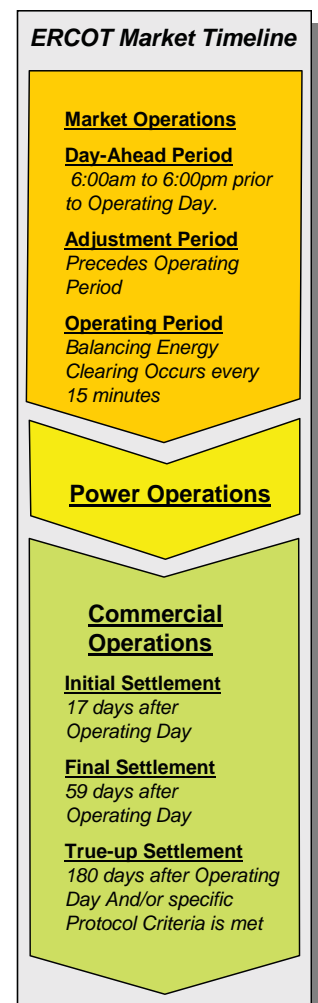 ERCOT Market Timeline
Market Operations
Day-Ahead Period
6:00am to 6:00pm prior
to Operating Day.
Adjustment Period
Precedes Operating
Period
Operating Period
Balancing Energy
Clearing Occurs every
15 minutes
Power Operations
Commercial
Operations
Initial Settlement
17 days after
Operating Day
Final Settlement
59 days after
Operating Day
True-up Settlement
180 days after Operating
Day And/or specific
Protocol Criteria is met